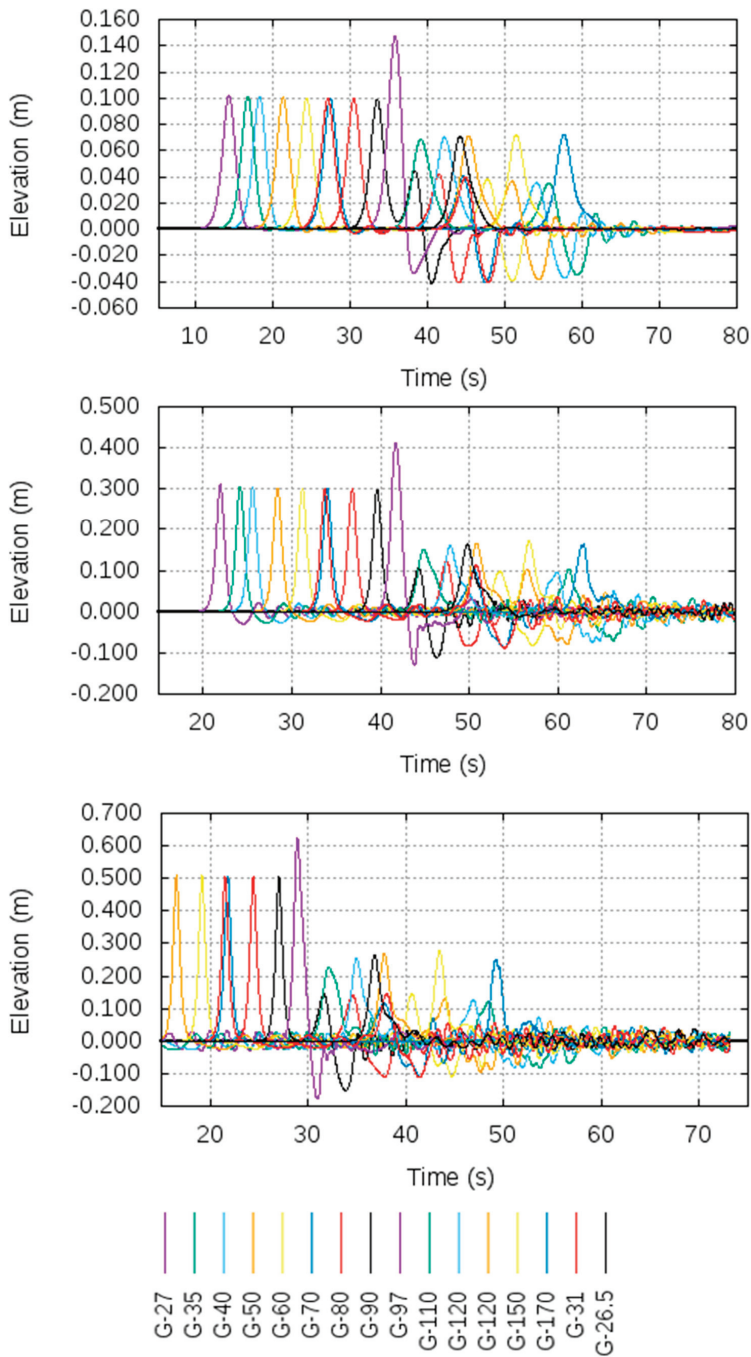 0.160
0.140
0.120
0.100
0.080
0.060
0.040
0.020
0.000
-0.020
-0.040
-0.060
Elevation (m)
10 20 30 40 50 60 70 80
Time (s)
0.500
0.400
0.300
0.200
0.100
0.000
-0.100
-0.200
Elevation (m)
20 30 40 50 60 70 80
Time (s)
0.700
0.600
0.500
0.400
0.300
0.200
0.100
0.000
-0.100
-0.200
Elevation (m)
20 30 40 50 60 70
Time (s)
G-27
G-35
G-40
G-50
G-60
G-70
G-80
G-90
G-97
G-110
G-120
G-120
G-150
G-170
G-31
G-26.5